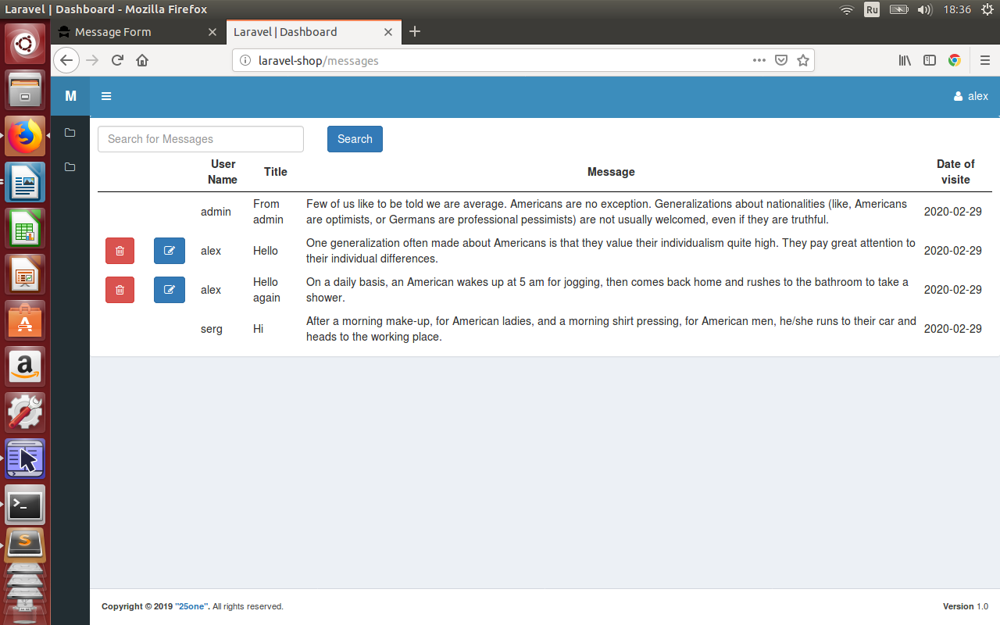 Laravel | Dashboard - Mozilla Firefox
Ru
18:36
Message Form
Laravel | Dashboard
laravel-shop/messages
M
alex
Search for Messages
Search
User
Name
Title
Message
Date of
visite
admin
From
admin
Few of us like to be told we are average. Americans are no exception. Generalizations about nationalities (like, Americans
are optimists, or Germans are professional pessimists) are not usually welcomed, even if they are truthful.
2020-02-29
alex
Hello
One generalization often made about Americans is that they value their individualism quite high. They pay great attention to
their individual differences.
2020-02-29
alex
Hello
again
On a daily basis, an American wakes up at 5 am for jogging, then comes back home and rushes to the bathroom to take a
shower.
2020-02-29
serg
Hi
After a morning make-up, for American ladies, and a morning shirt pressing, for American men, he/she runs to their car and
heads to the working place.
2020-02-29
Copyright © 2019 "25one". All rights reserved.
Version 1.0